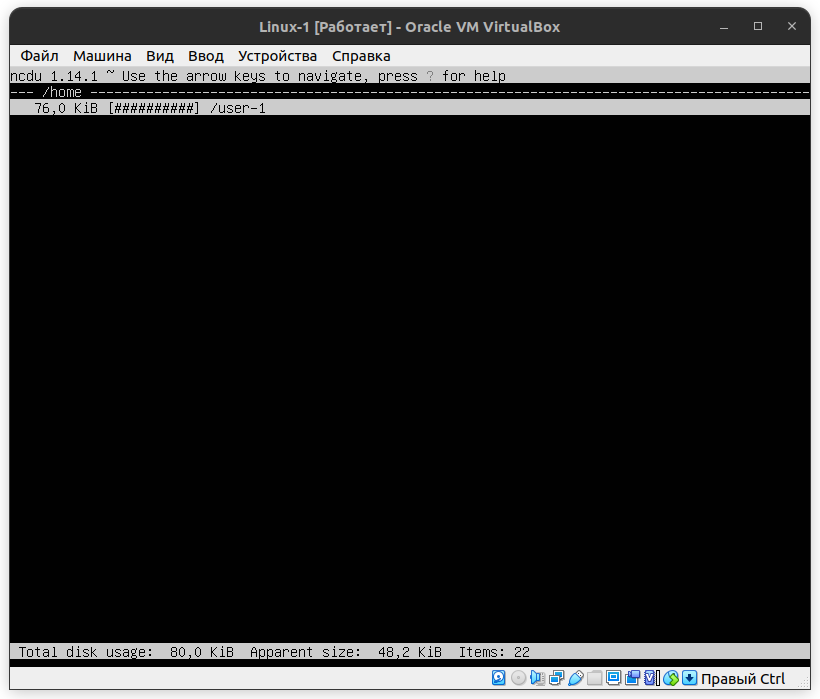 Linux-1 [Работает] - Oracle VM VirtualBox
Файл Машина Вид Ввод Устройства Справка
ncdu 1.14.1 ~ Use the arrow keys to navigate, press ? for help
--- /home ---
76,0 KiB [##########] /user-1
Total disk usage: 80,0 KiB Apparent size: 48,2 KiB Items: 22
Правый Ctrl